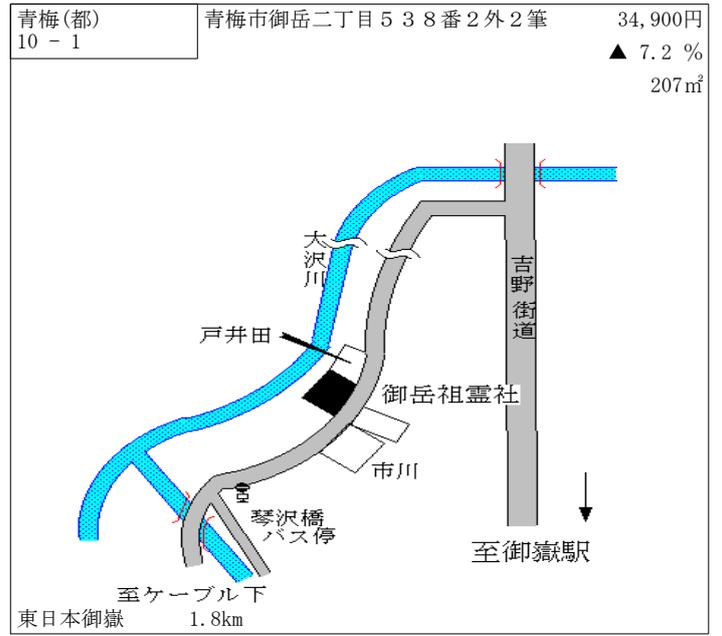 青梅(都)
10 - 1
青梅市御岳二丁目５３８番２外２筆
34,900円
▲ 7.2 %
207㎡
大沢川
吉野街道
戸井田
御岳祖霊社
市川
琴沢橋
バス停
至御嶽駅
至ケーブル下
東日本御嶽 1.8km